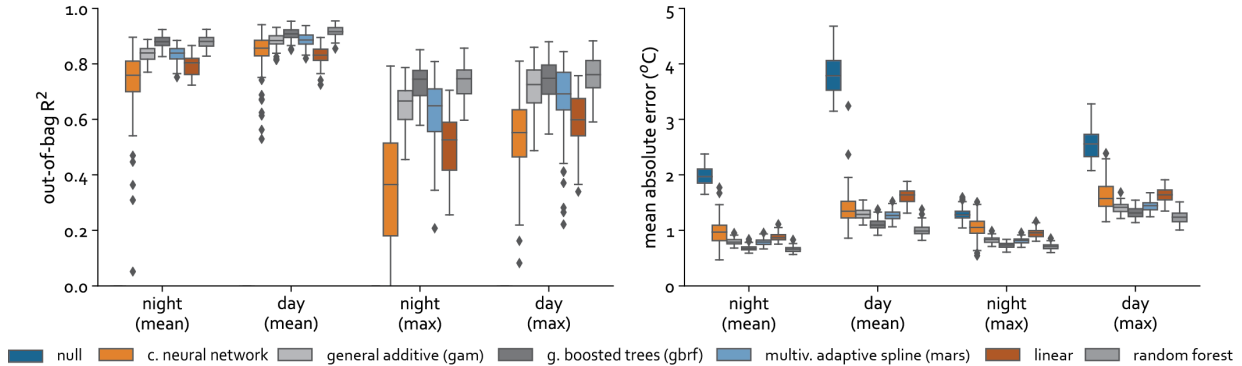 out-of-bag R²
1.0
0.8
0.6
0.4
0.2
0.0
night
(mean)
day
(mean)
night
(max)
day
(max)
mean absolute error (°C)
5
4
3
2
1
0
night
(mean)
day
(mean)
night
(max)
day
(max)
null
c. neural network
general additive (gam)
g. boosted trees (gbrf)
multiv. adaptive spline (mars)
linear
random forest